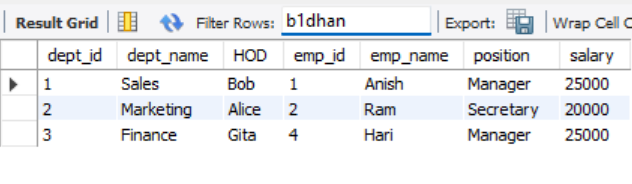 Result Grid Filter Rows: b1dhan Export: Wrap Cell C
dept_id dept_name HOD emp_id emp_name position salary
1 Sales Bob 1 Anish Manager 25000
2 Marketing Alice 2 Ram Secretary 20000
3 Finance Gita 4 Hari Manager 25000